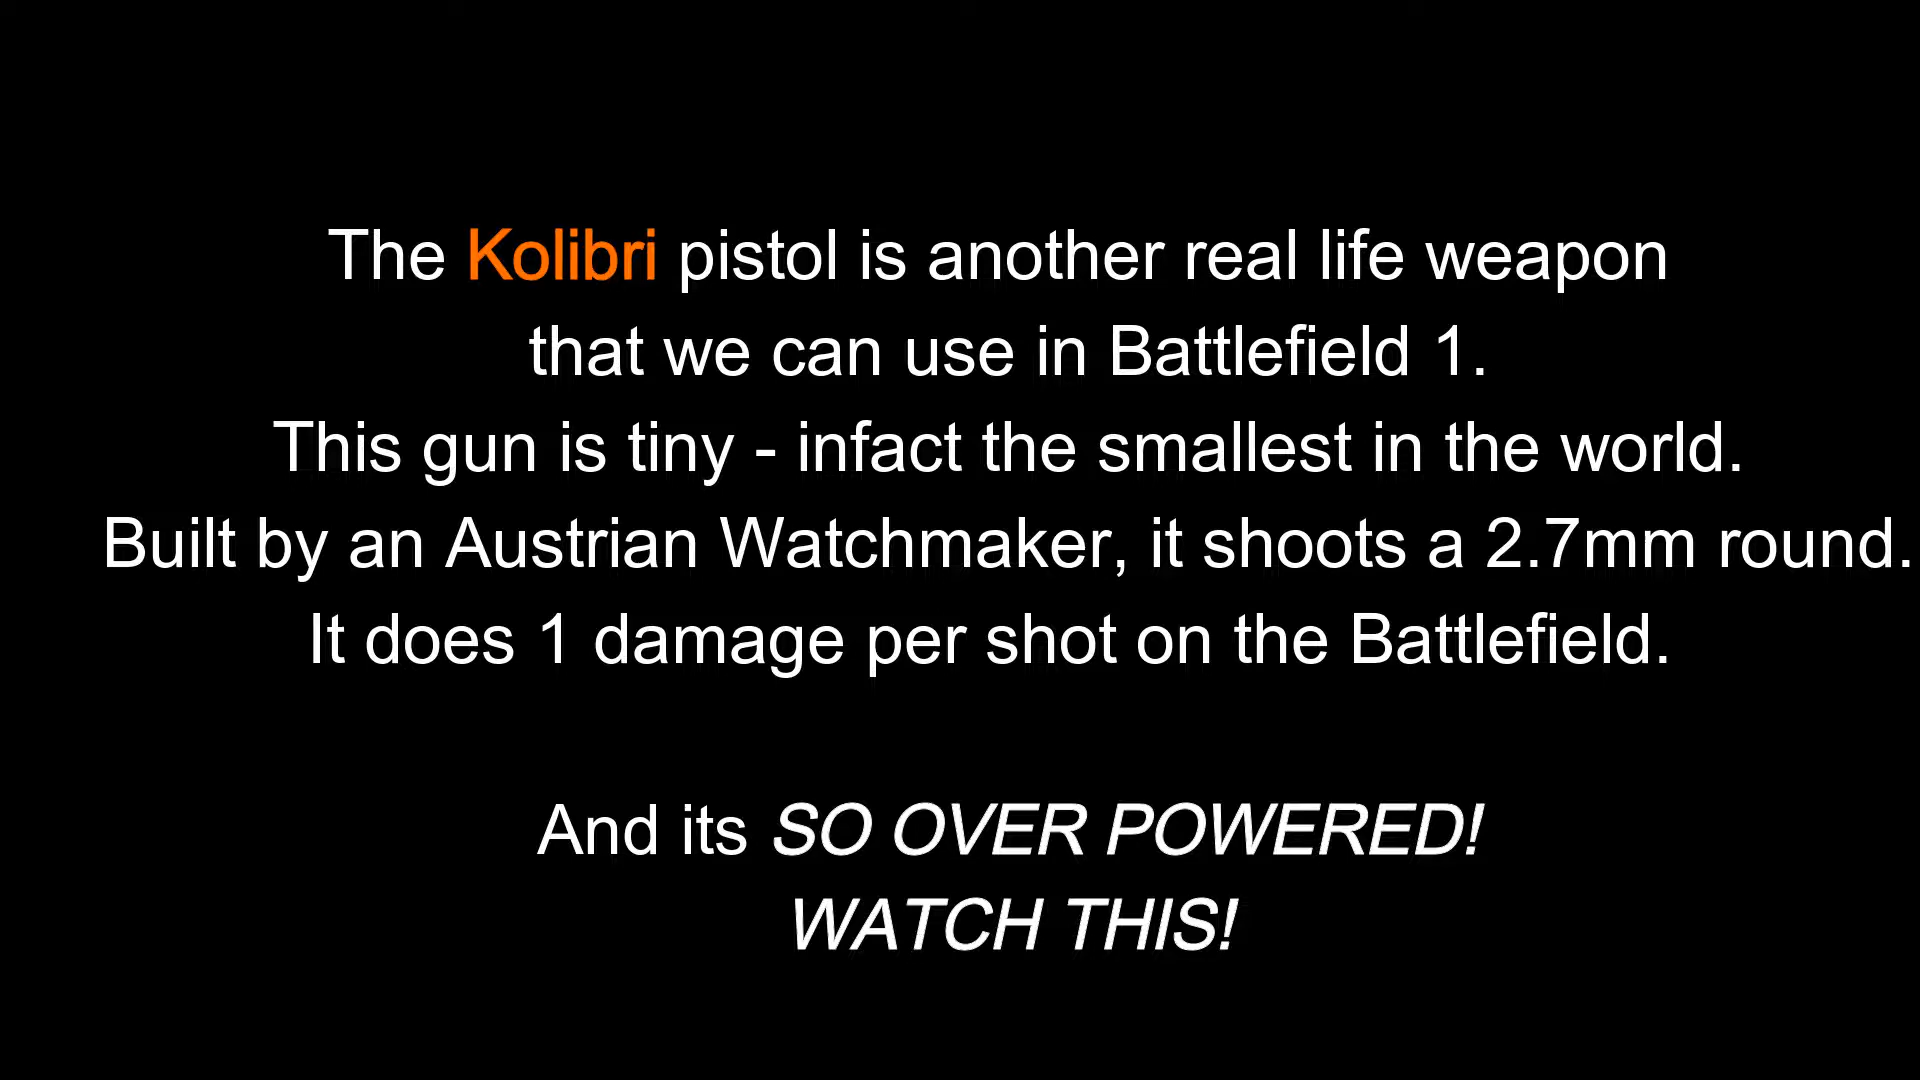 The Kolibri pistol is another real life weapon
that we can use in Battlefield 1.
This gun is tiny - infact the smallest in the world.
Built by an Austrian Watchmaker, it shoots a 2.7mm round.
It does 1 damage per shot on the Battlefield.
And its SO OVER POWERED!
WATCH THIS!